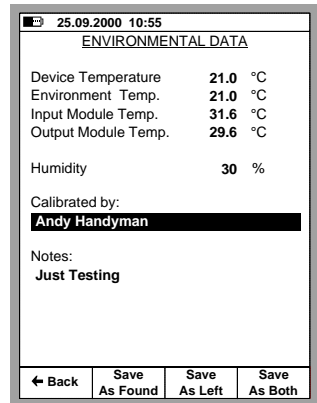 25.09.2000 10:55
ENVIRONMENTAL DATA
Device Temperature 21.0 °C
Environment Temp. 21.0 °C
Input Module Temp. 31.6 °C
Output Module Temp. 29.6 °C
Humidity 30 %
Calibrated by:
Andy Handyman
Notes:
Just Testing
← Back Save As Found Save As Left Save As Both